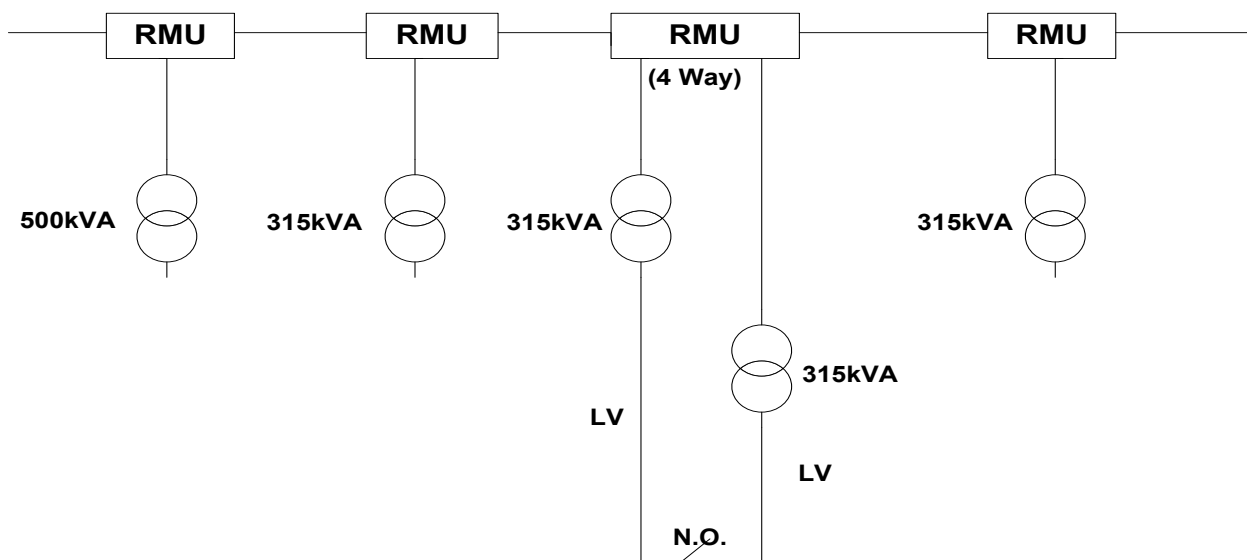 RMU
RMU
RMU
RMU
(4 Way)
500kVA
315kVA
315kVA
315kVA
315kVA
LV
LV
N.O.